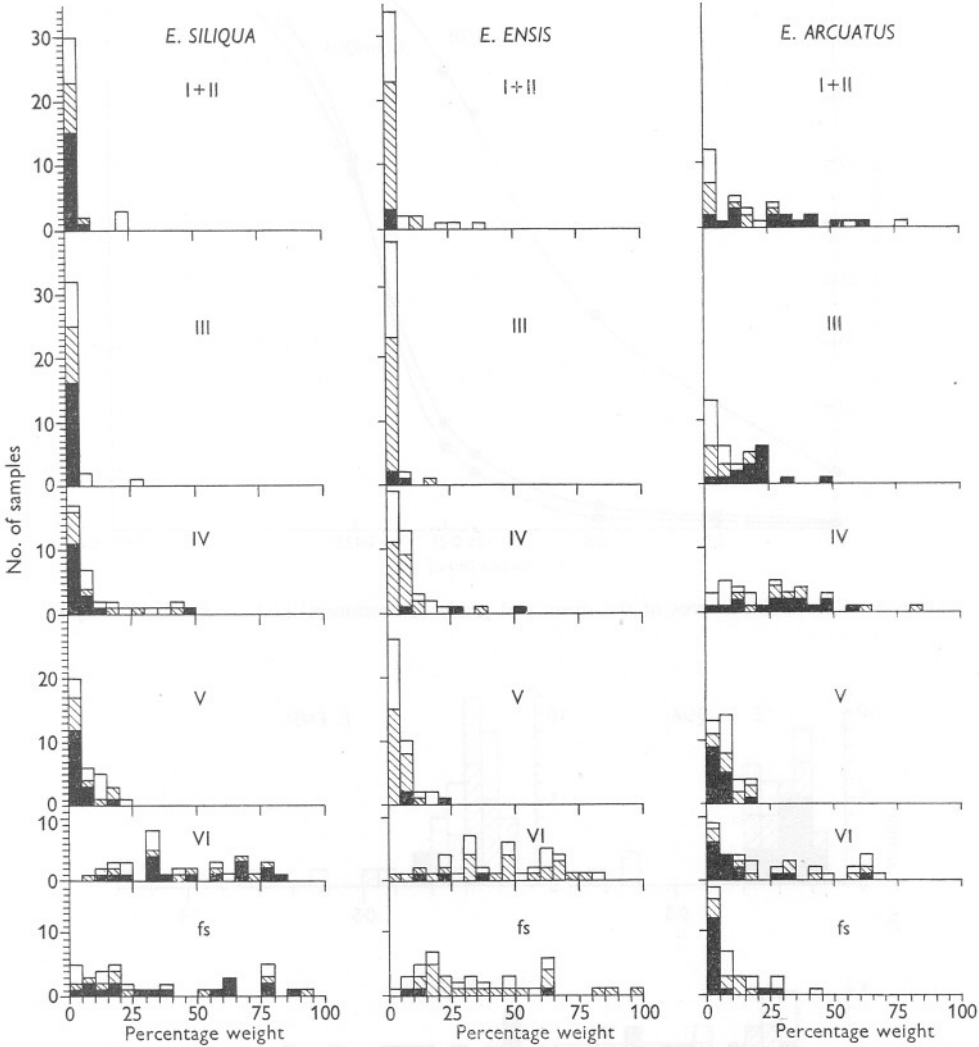 E. SILIQUA
E. ENSIS
E. ARCUATUS
I+II
I+II
I+II
30
20
10
0
III
III
III
30
20
10
0
No. of samples
IV
IV
IV
10
0
V
V
V
20
10
0
VI
VI
VI
10
fs
fs
fs
10
0
0 25 50 75 100
0 25 50 75 100
0 25 50 75 100
Percentage weight
Percentage weight
Percentage weight